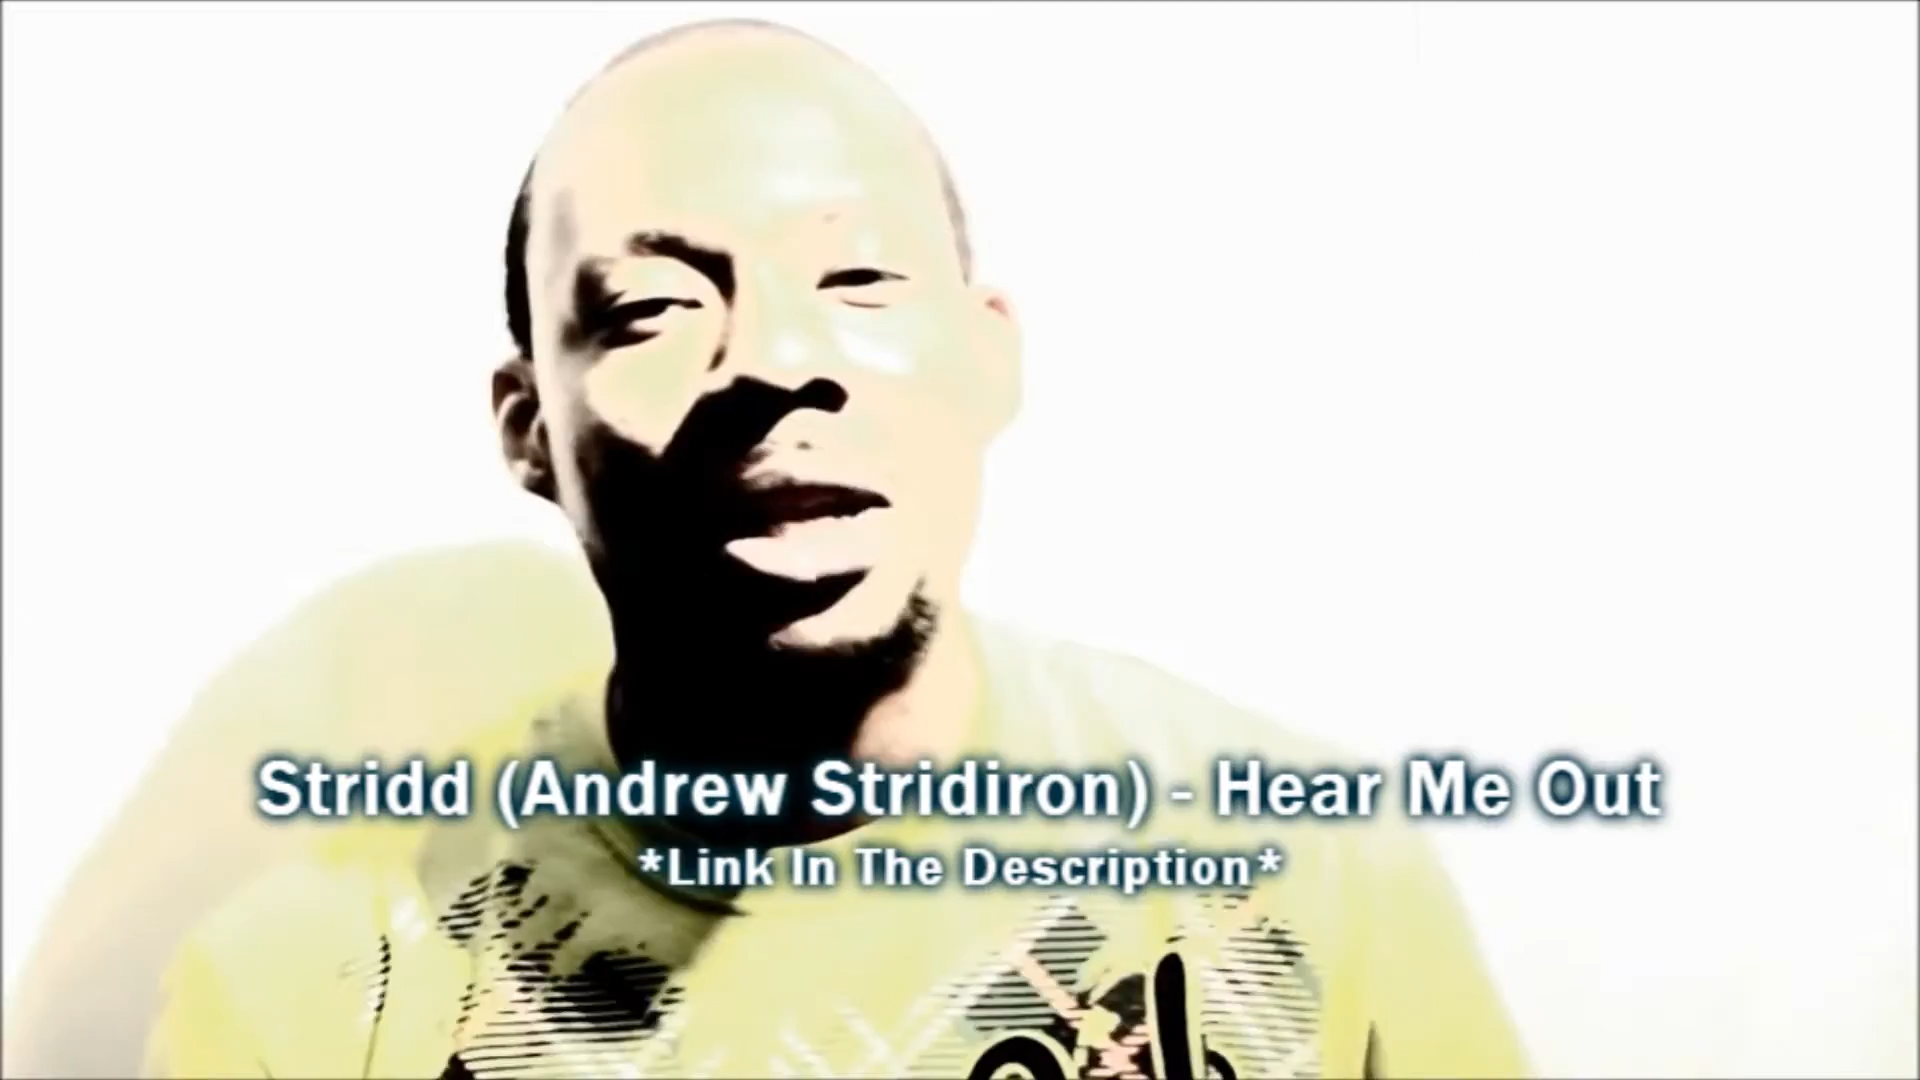 Stridd (Andrew Stridiron) - Hear Me Out
*Link In The Description*